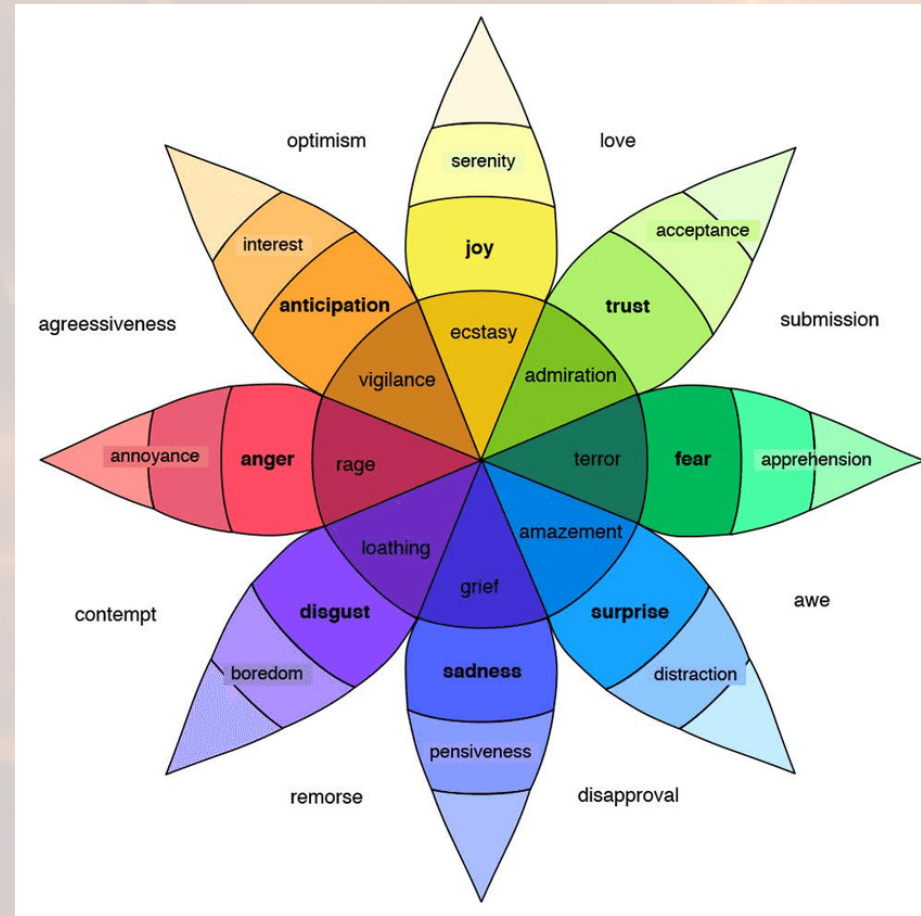 optimism
love
serenity
acceptance
interest
joy
anticipation
trust
agreessiveness
submission
ecstasy
vigilance
admiration
annoyance
anger
rage
terror
fear
apprehension
loathing
amazement
grief
contempt
disgust
surprise
awe
boredom
sadness
distraction
pensiveness
remorse
disapproval